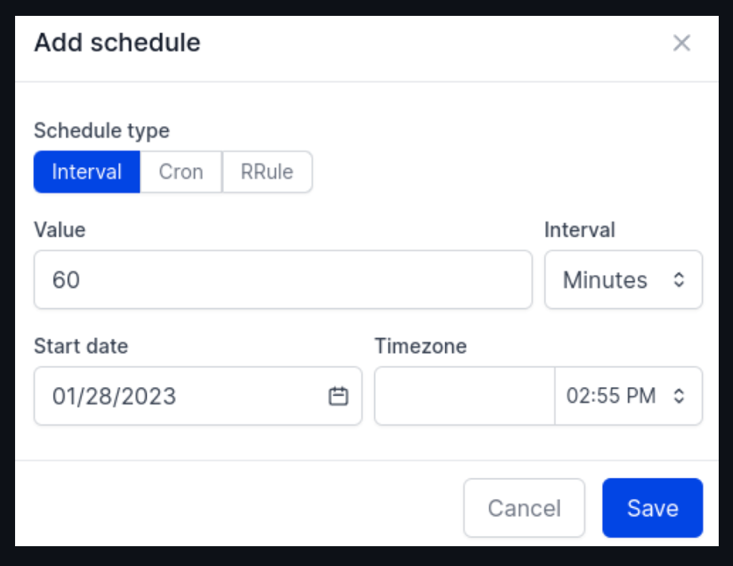 Add schedule
Schedule type
Interval Cron RRule
Value Interval
60 Minutes
Start date Timezone
01/28/2023 02:55 PM
Cancel Save